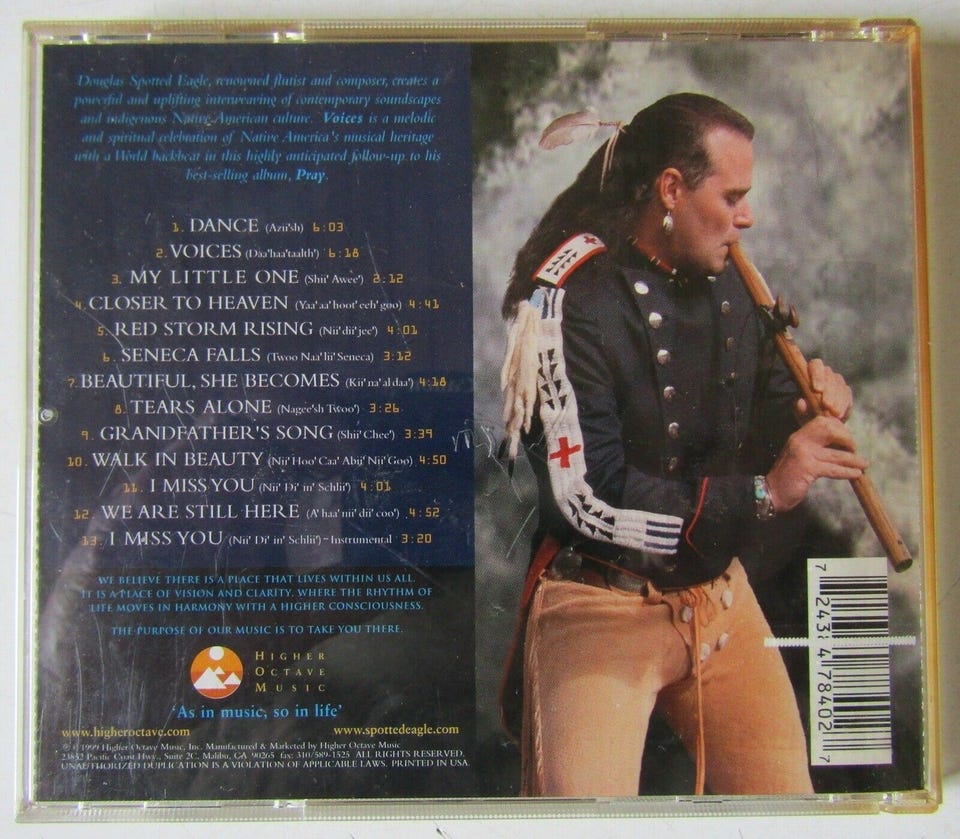 Douglas Spotted Eagle, renowned flutist and composer, creates a
powerful and uplifting interweaving of contemporary soundscapes
and indigenous Native American culture. Voices is a melodic
and spiritual celebration of Native America's musical heritage
with a World backbeat in this highly anticipated follow-up to his
best-selling album, Pray.
1. DANCE (Azii'sh) 6:03
2. VOICES (Daa'haa'taalth') 6:18
3. MY LITTLE ONE (Shii' Awee') 2:12
4. CLOSER TO HEAVEN (Yaa' aa' hoot' eeh' goo) 4:41
5. RED STORM RISING (Nii' dii' jee') 4:01
6. SENECA FALLS (Twoo Naa' lii' Seneca) 3:12
7. BEAUTIFUL, SHE BECOMES (Kii' na' al daa') 4:18
8. TEARS ALONE (Nagee'sh Twoo') 3:26
9. GRANDFATHER'S SONG (Shii' Chee') 3:39
10. WALK IN BEAUTY (Nii' Hoo' Caa' Abij' Nii' Goo) 4:50
11. I MISS YOU (Nii' Di' in' Schlii') 4:01
12. WE ARE STILL HERE (A' haa' nii' dii' coo') 4:52
13. I MISS YOU (Nii' Di' in' Schlii') ~ Instrumental 3:20
WE BELIEVE THERE IS A PLACE THAT LIVES WITHIN US ALL.
IT IS A PLACE OF VISION AND CLARITY, WHERE THE RHYTHM OF
LIFE MOVES IN HARMONY WITH A HIGHER CONSCIOUSNESS.
THE PURPOSE OF OUR MUSIC IS TO TAKE YOU THERE.
HIGHER
OCTAVE
MUSIC
'As in music, so in life'
www.higheroctave.com www.spottedeagle.com
℗ © 1999 Higher Octave Music, Inc. Manufactured & Marketed by Higher Octave Music
23852 Pacific Coast Hwy., Suite 2C, Malibu, CA 90265 fax: 310/589-1525 ALL RIGHTS RESERVED.
UNAUTHORIZED DUPLICATION IS A VIOLATION OF APPLICABLE LAWS. PRINTED IN USA.
7 24384 78402 7